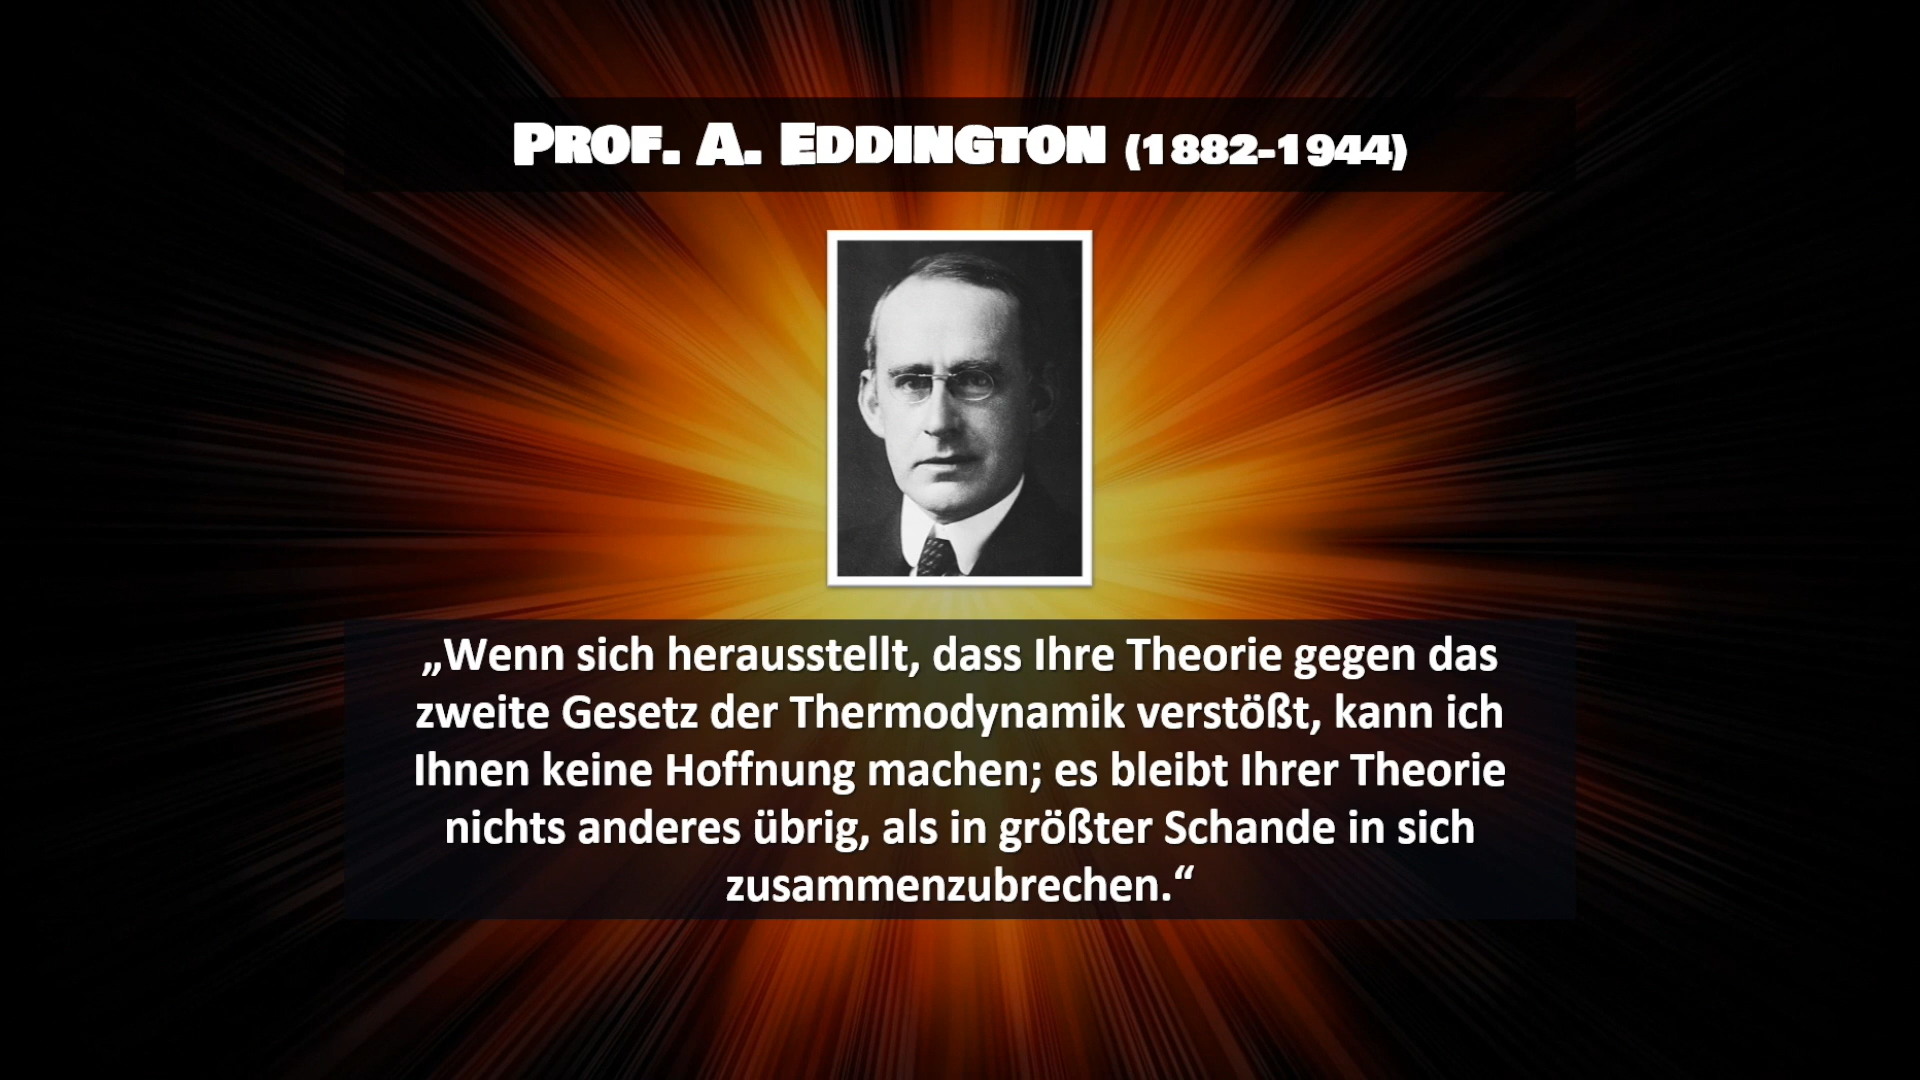 PROF. A. EDDINGTON (1882-1944)
„Wenn sich herausstellt, dass Ihre Theorie gegen das
zweite Gesetz der Thermodynamik verstößt, kann ich
Ihnen keine Hoffnung machen; es bleibt Ihrer Theorie
nichts anderes übrig, als in größter Schande in sich
zusammenzubrechen.“